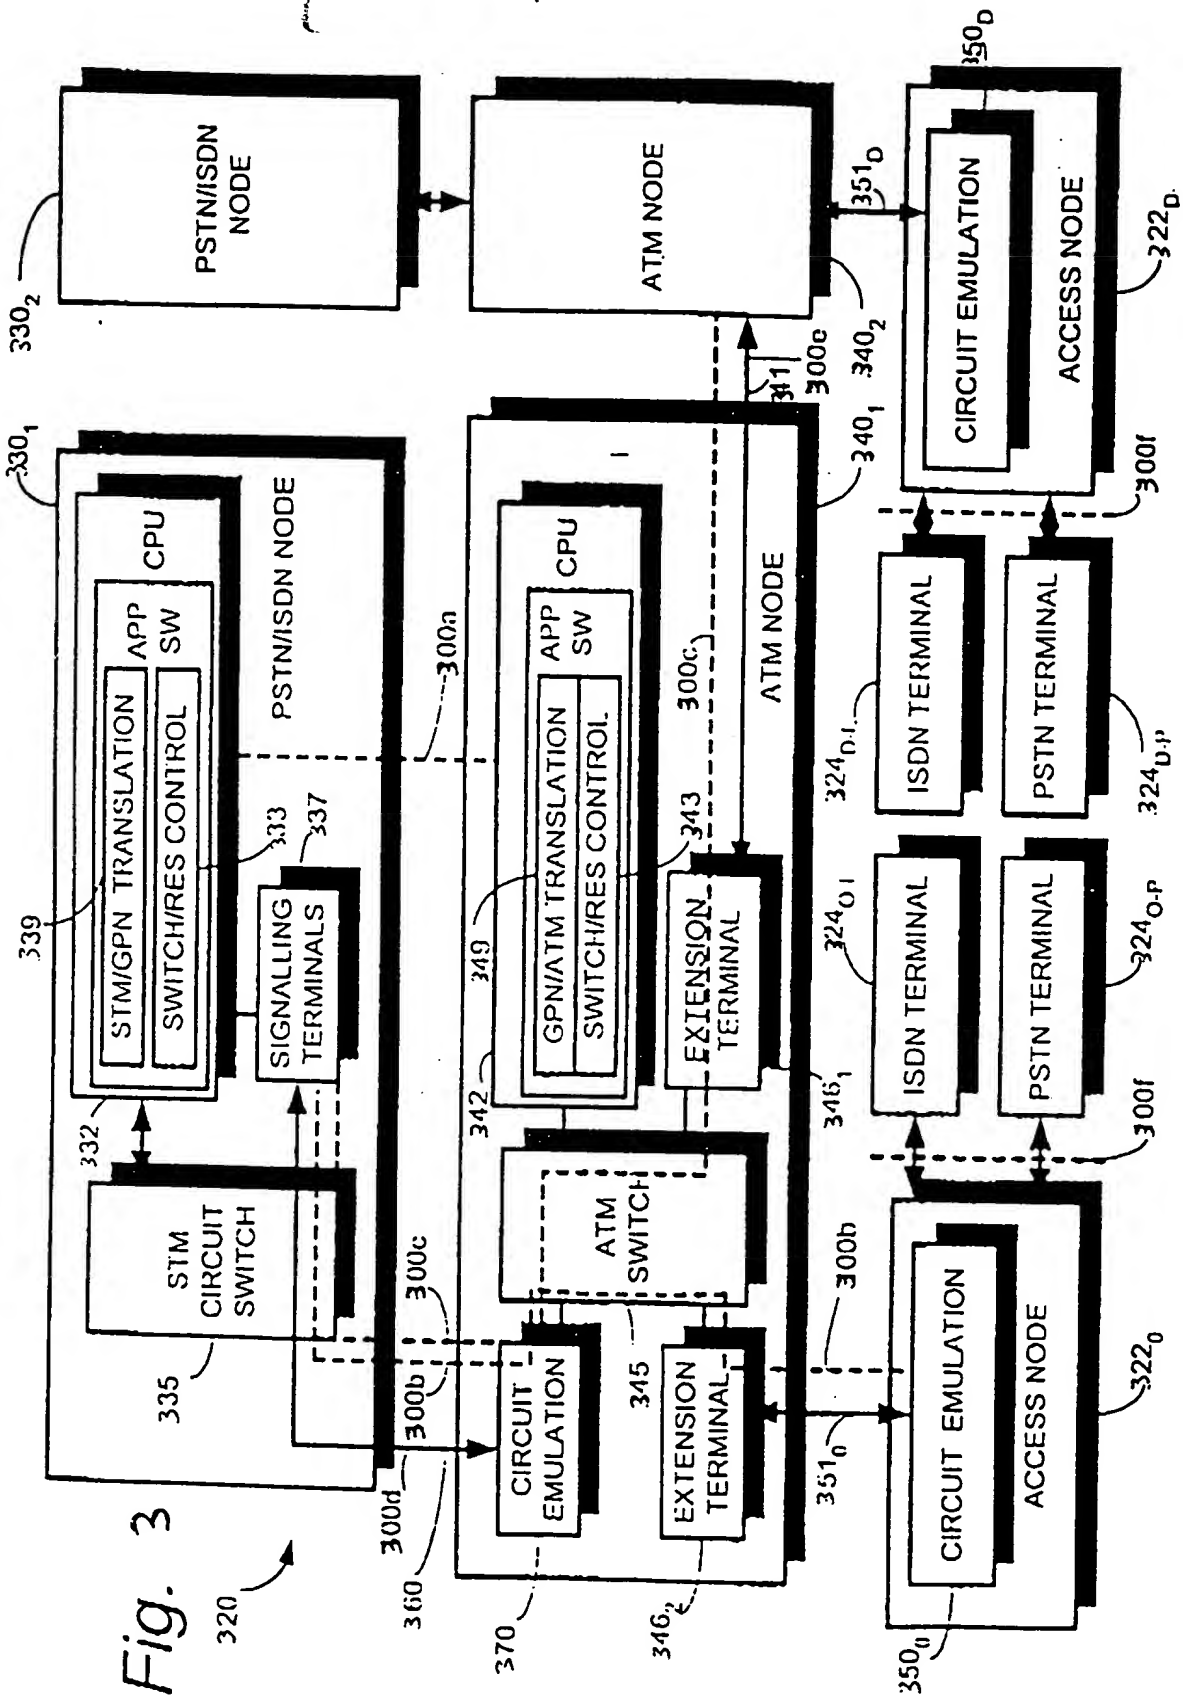 Fig. 3
320
330₁
339
STM/GPN TRANSLATION
SWITCH/RES CONTROL
APP
SW
CPU
PSTN/ISDN NODE
332
333
337
SIGNALLING
TERMINALS
STM
CIRCUIT
SWITCH
335
330₂
PSTN/ISDN
NODE
300a
300c
300b
300d
360
342
349
GPN/ATM TRANSLATION
SWITCH/RES CONTROL
APP
SW
CPU
343
300c
ATM NODE
EXTENSION
TERMINAL
346₁
ATM
SWITCH
345
CIRCUIT
EMULATION
370
EXTENSION
TERMINAL
346₂
340₁
ATM NODE
340₂
341
300e
351_D
350_D
CIRCUIT EMULATION
ACCESS NODE
322_D
300f
ISDN TERMINAL
324_D-I
PSTN TERMINAL
324_D-P
ISDN TERMINAL
324_O-I
PSTN TERMINAL
324_O-P
300f
300b
351₀
CIRCUIT EMULATION
ACCESS NODE
322₀
350₀